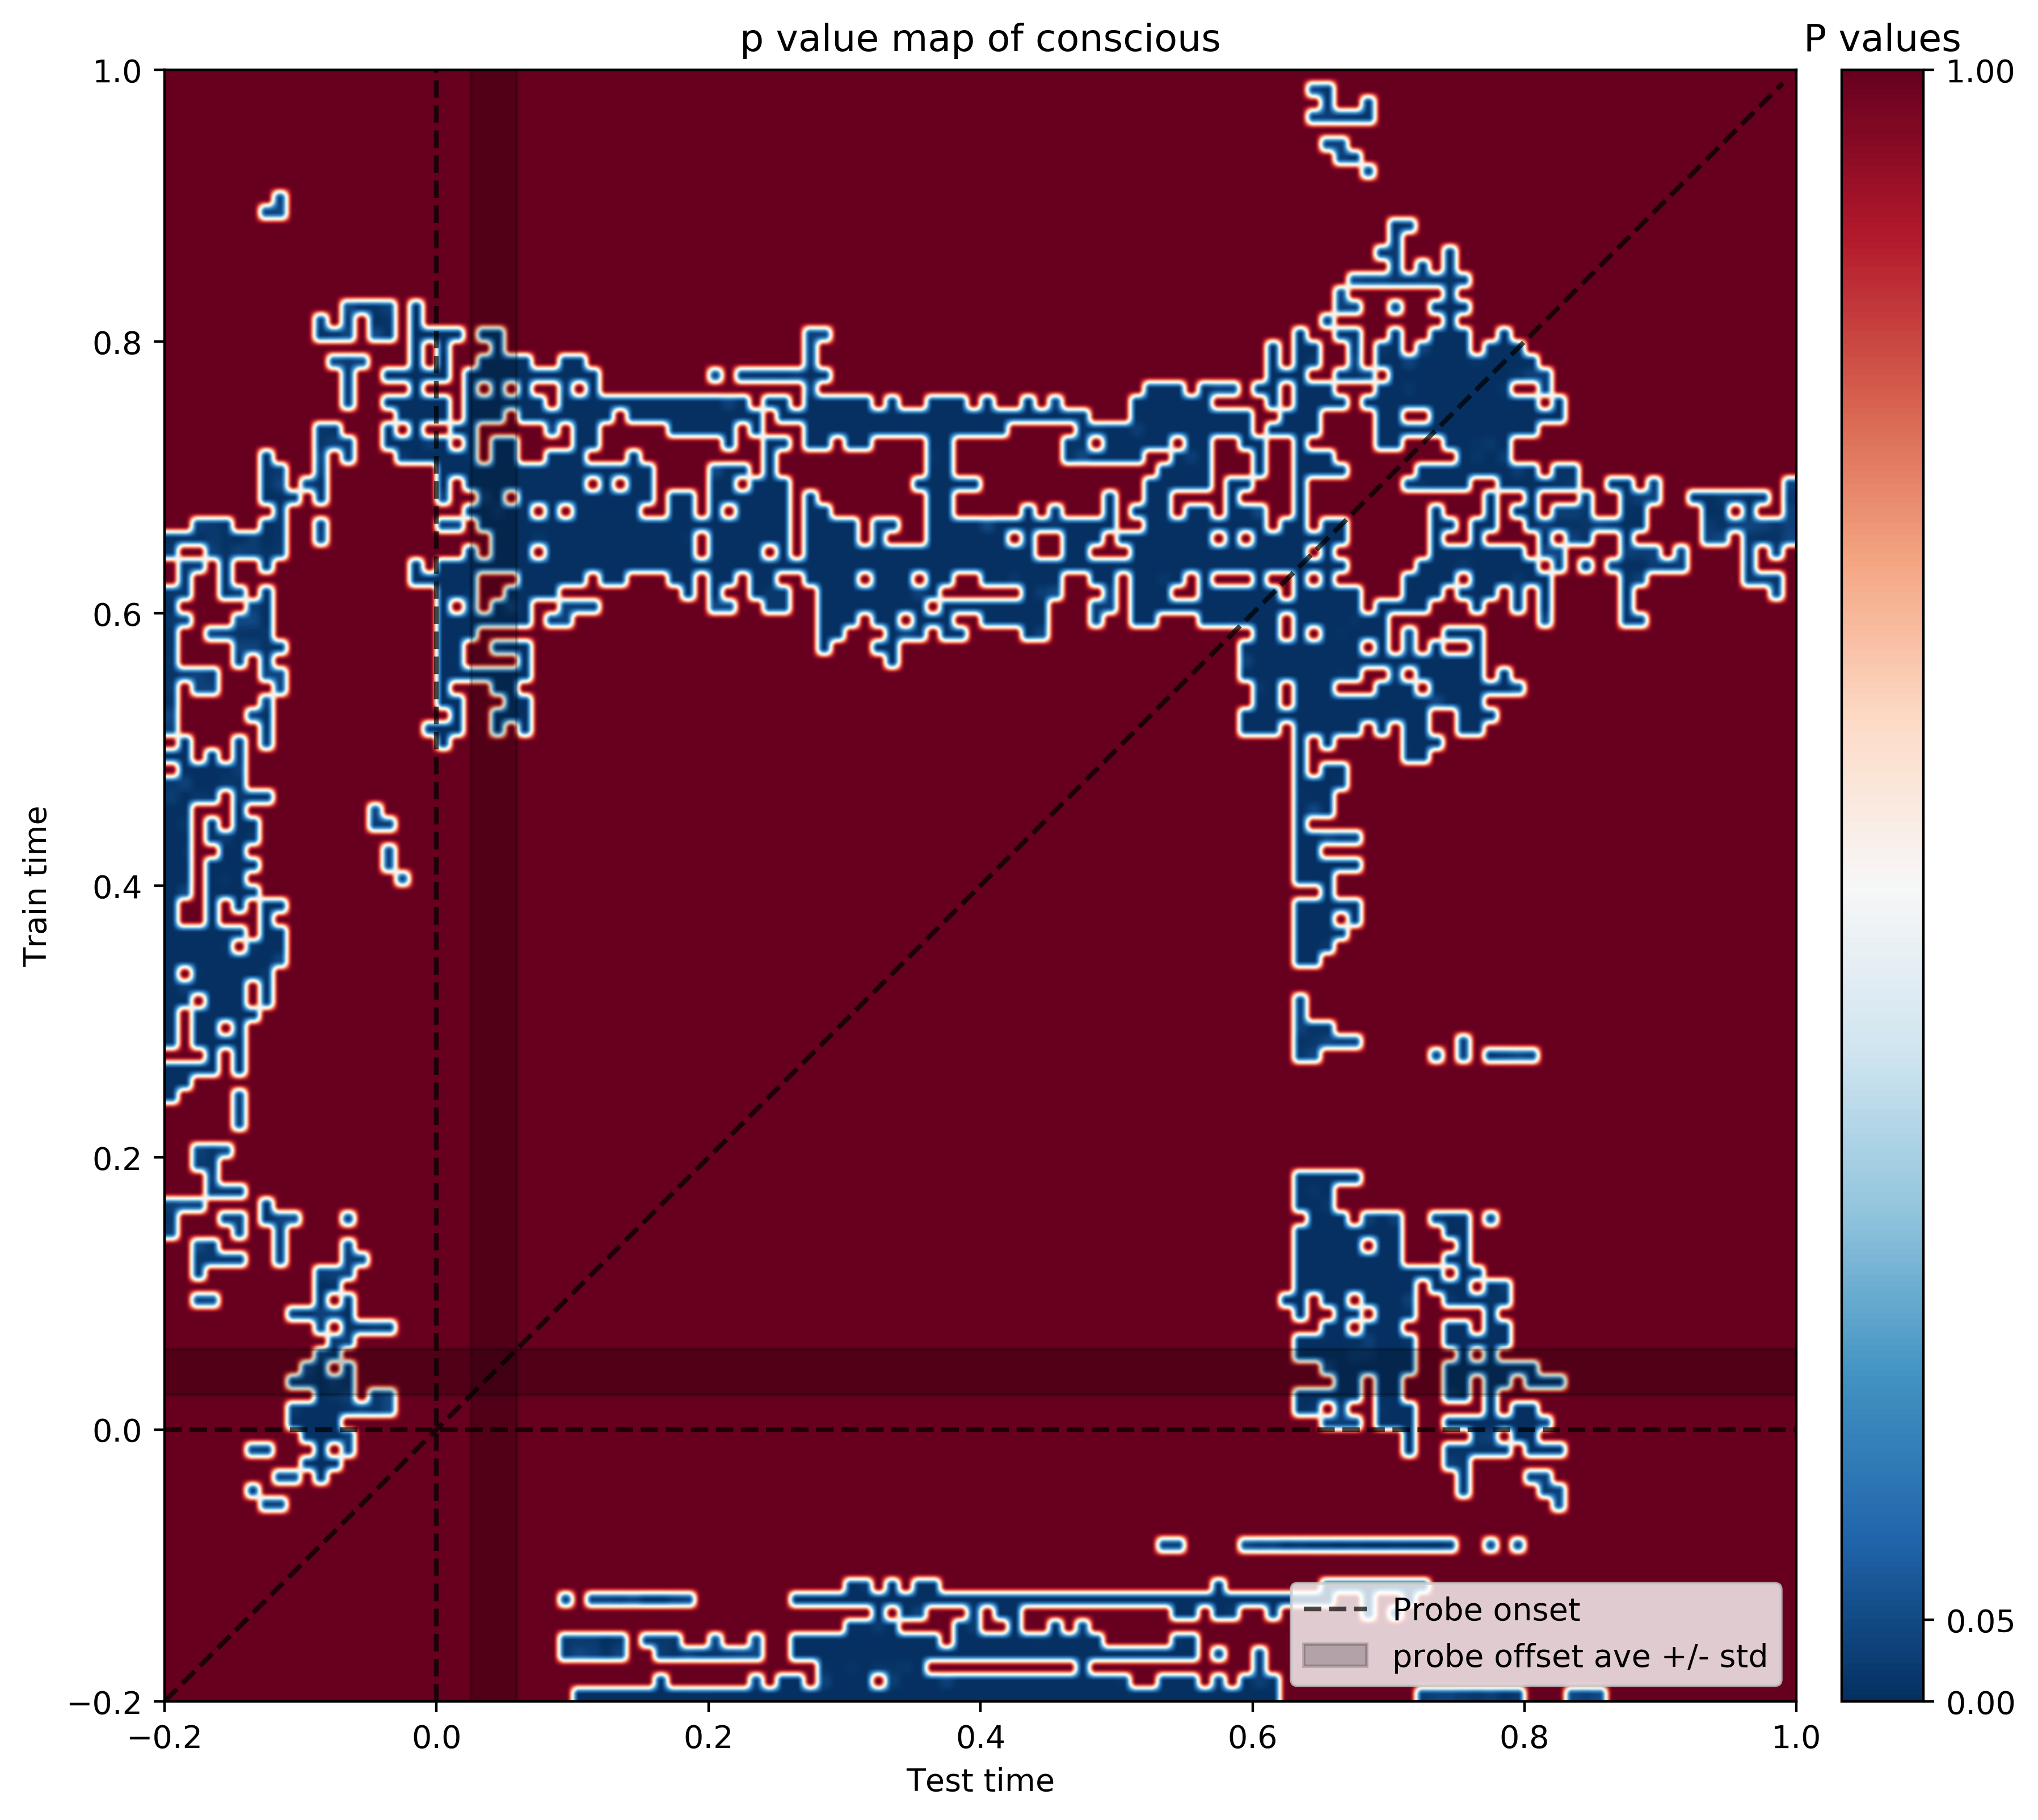 p value map of conscious
P values
1.0
0.8
0.6
0.4
0.2
0.0
−0.2
Train time
−0.2
0.0
0.2
0.4
0.6
0.8
1.0
Test time
Probe onset
probe offset ave +/- std
1.00
0.05
0.00